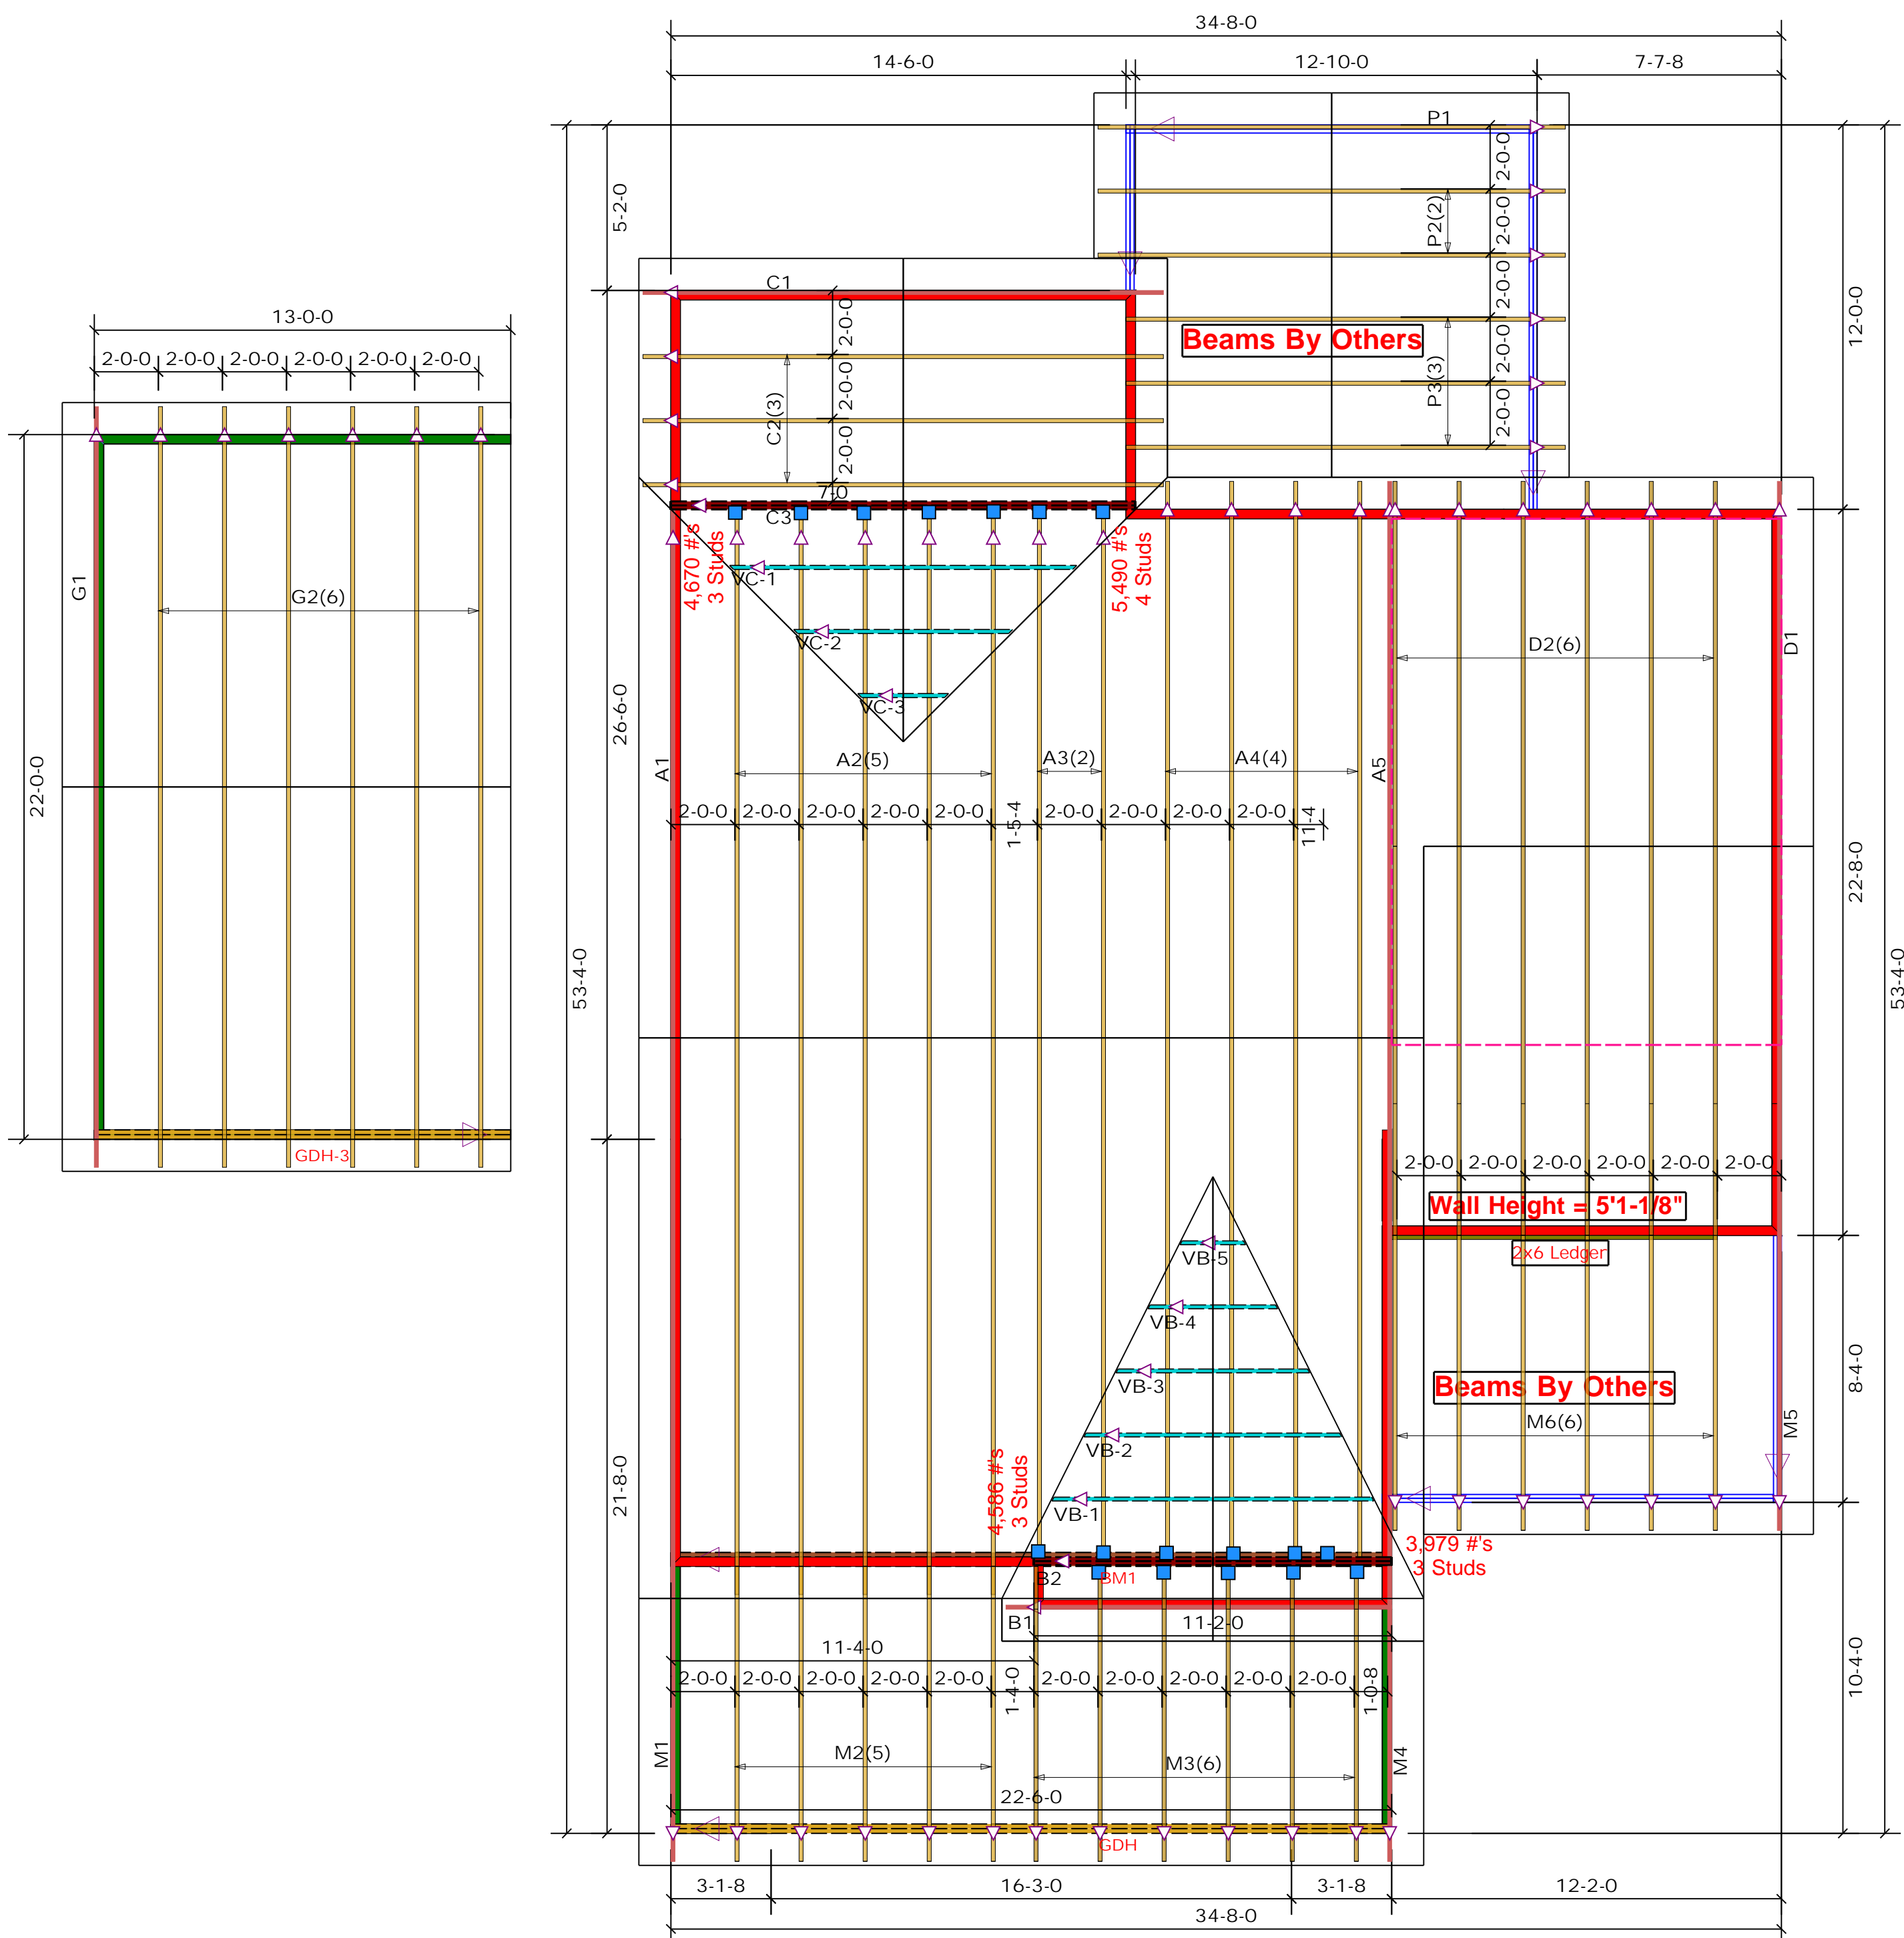 34-8-0
14-6-0
12-10-0
7-7-8
P1
2-0-0
P2(2)
2-0-0
2-0-0
2-0-0
2-0-0
P3(3)
Beams By Others
12-0-0
5-2-0
C1
2-0-0
2-0-0
2-0-0
C2(3)
7-0
C3
13-0-0
2-0-0
2-0-0
2-0-0
2-0-0
2-0-0
2-0-0
G1
G2(6)
22-0-0
GDH-3
4,670 #'s
3 Studs
5,490 #'s
4 Studs
VC-1
VC-2
VC-3
D2(6)
D1
26-6-0
53-4-0
A1
A2(5)
A3(2)
A4(4)
A5
2-0-0
2-0-0
2-0-0
2-0-0
2-0-0
1-5-4
2-0-0
2-0-0
2-0-0
2-0-0
11-4
22-8-0
53-4-0
2-0-0
2-0-0
2-0-0
2-0-0
2-0-0
2-0-0
Wall Height = 5'1-1/8"
2x6 Ledger
VB-5
VB-4
VB-3
VB-2
VB-1
Beams By Others
M6(6)
M5
8-4-0
21-8-0
4,586 #'s
3 Studs
3,979 #'s
3 Studs
B2
BM1
B1
11-2-0
11-4-0
2-0-0
2-0-0
2-0-0
2-0-0
2-0-0
1-4-0
2-0-0
2-0-0
2-0-0
2-0-0
2-0-0
1-0-8
10-4-0
M1
M2(5)
M3(6)
M4
22-6-0
GDH
3-1-8
16-3-0
3-1-8
12-2-0
34-8-0